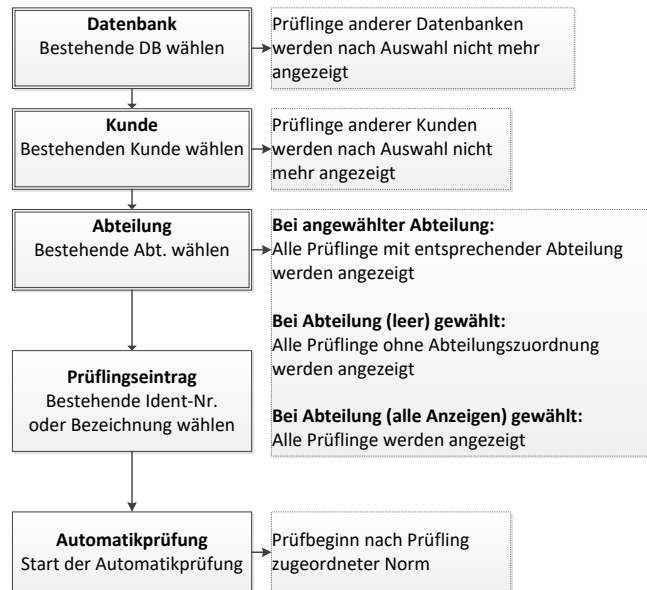 Datenbank
Bestehende DB wählen
Prüflinge anderer Datenbanken
werden nach Auswahl nicht mehr
angezeigt
Kunde
Bestehenden Kunde wählen
Prüflinge anderer Kunden
werden nach Auswahl nicht
mehr angezeigt
Abteilung
Bestehende Abt. wählen
Bei angewählter Abteilung:
Alle Prüflinge mit entsprechender Abteilung
werden angezeigt
Bei Abteilung (leer) gewählt:
Alle Prüflinge ohne Abteilungszuordnung
werden angezeigt
Bei Abteilung (alle Anzeigen) gewählt:
Alle Prüflinge werden angezeigt
Prüflingseintrag
Bestehende Ident-Nr.
oder Bezeichnung wählen
Automatikprüfung
Start der Automatikprüfung
Prüfbeginn nach Prüfling
zugeordneter Norm